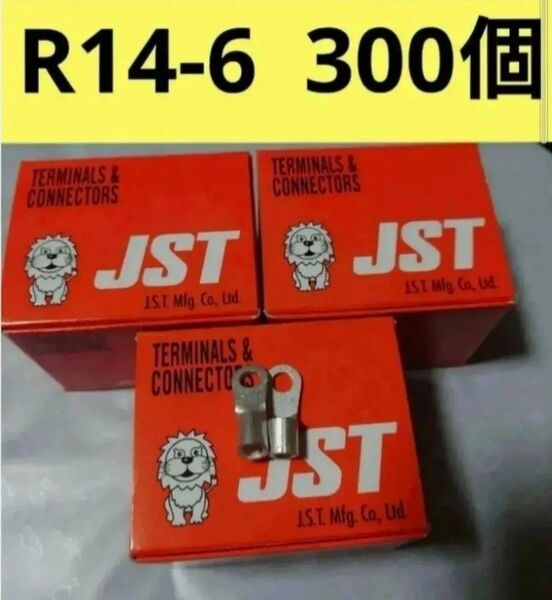 R14-6 300個
TERMINALS &
CONNECTORS
JST
J.S.T. Mfg. Co., Ltd.
TERMINALS &
CONNECTORS
JST
J.S.T. Mfg. Co., Ltd.
TERMINALS &
CONNECTO
JST
J.S.T. Mfg. Co., Ltd.